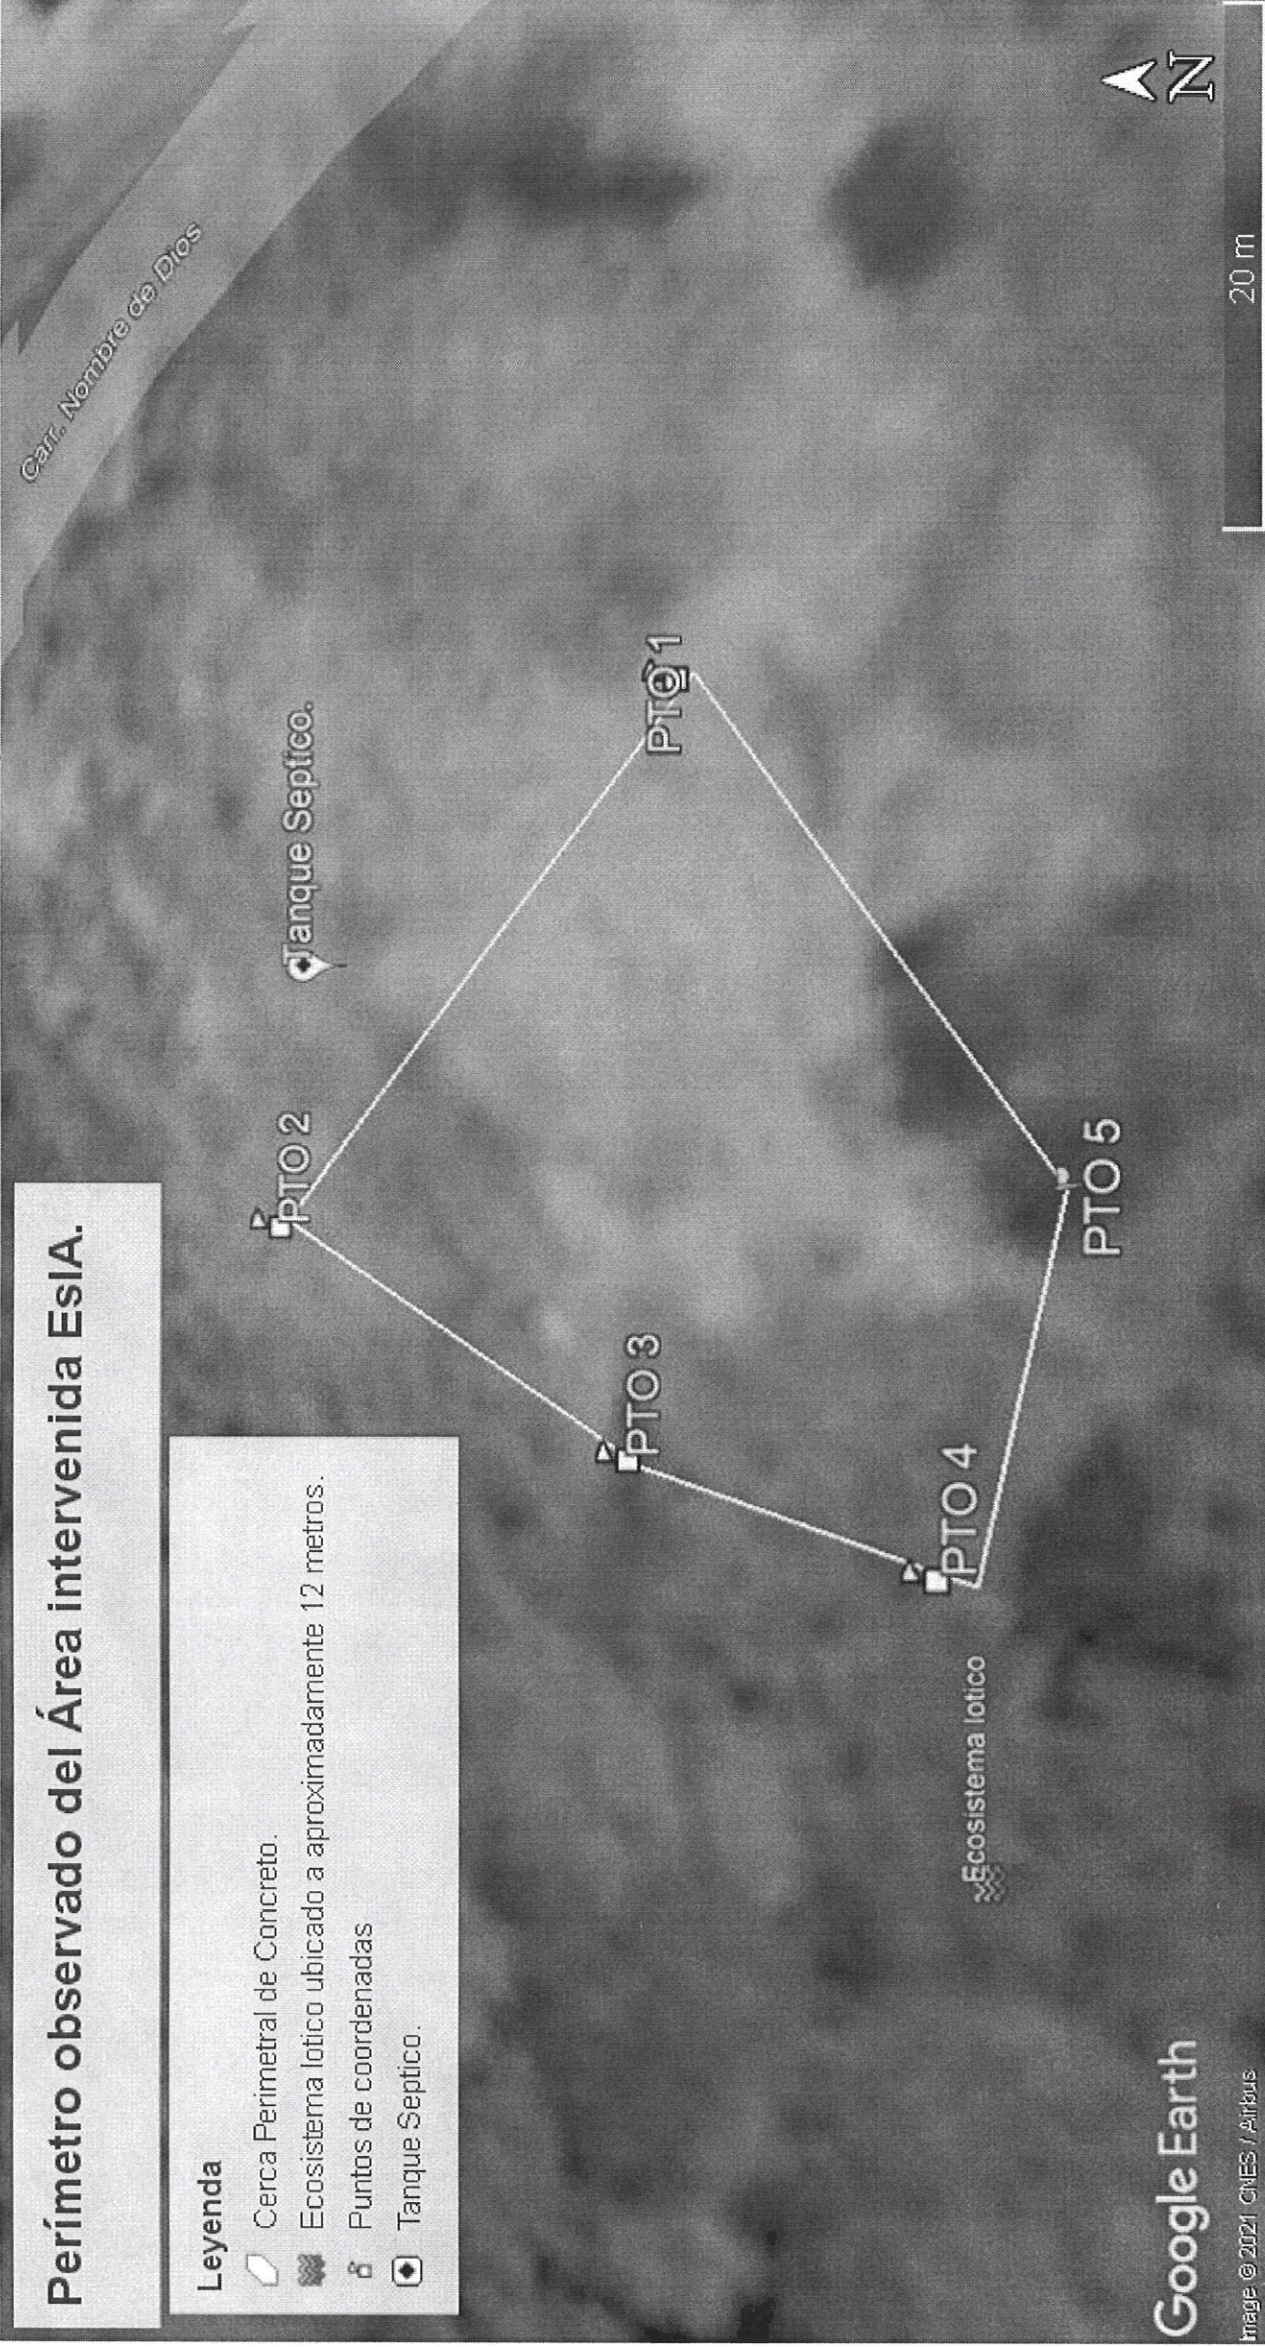 Perímetro observado del Área intervenida EsIA.
Leyenda
Cerca Perimetral de Concreto.
Ecosistema lotico ubicado a aproximadamente 12 metros.
Puntos de coordenadas
Tanque Septico.
Carr. Nombre de Dios
Tanque Septico.
PTO 2
PTO 1
PTO 3
PTO 4
Ecosistema lotico
PTO 5
N
Google Earth
Image © 2021 CNES / Airbus
20 m